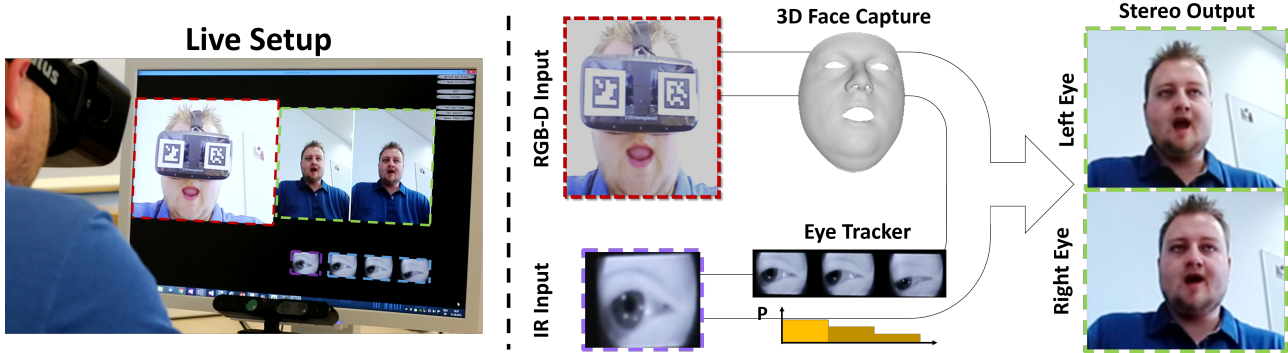 Live Setup
RGB-D Input
3D Face Capture
Stereo Output
Left Eye
IR Input
Eye Tracker
P
Right Eye